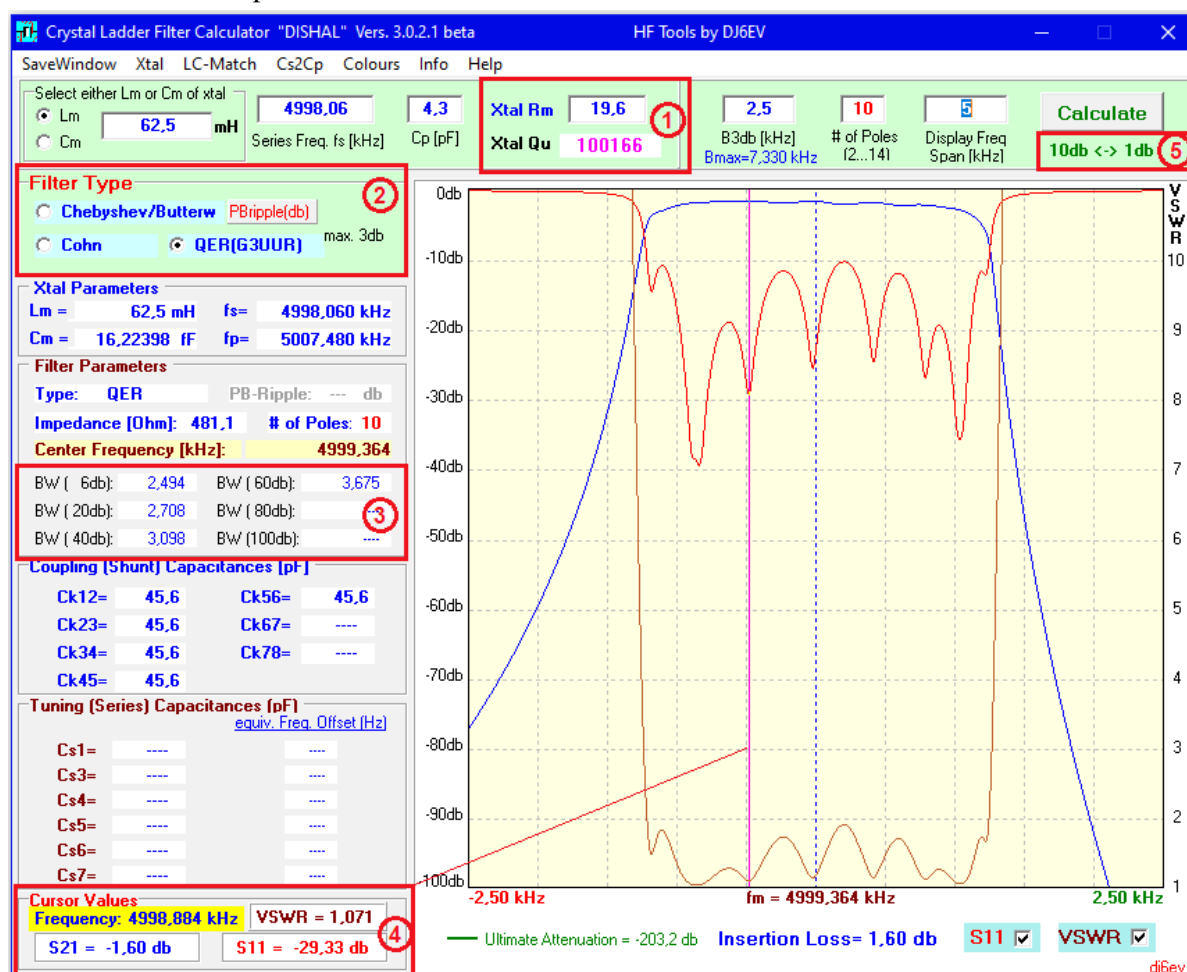 Crystal Ladder Filter Calculator "DISHAL" Vers. 3.0.2.1 beta HF Tools by DJ6EV
SaveWindow Xtal LC-Match Cs2Cp Colours Info Help
Select either Lm or Cm of xtal
Lm
Cm
62,5 mH
4998,06
Series Freq. fs [kHz]
4,3
Cp [pF]
Xtal Rm 19,6
Xtal Qu 100166
1
2,5
B3db [kHz]
Bmax=7,330 kHz
10
# of Poles
(2...14)
5
Display Freq
Span [kHz]
Calculate
10db <-> 1db
5
Filter Type
2
Chebyshev/Butterw PBripple(db)
Cohn QER(G3UUR) max. 3db
Xtal Parameters
Lm = 62,5 mH fs= 4998,060 kHz
Cm = 16,22398 fF fp= 5007,480 kHz
Filter Parameters
Type: QER PB-Ripple: --- db
Impedance [Ohm]: 481,1 # of Poles: 10
Center Frequency [kHz]: 4999,364
BW ( 6db): 2,494 BW ( 60db): 3,675
BW ( 20db): 2,708 BW ( 80db):
3
BW ( 40db): 3,098 BW (100db): ----
Coupling (Shunt) Capacitances [pF]
Ck12= 45,6 Ck56= 45,6
Ck23= 45,6 Ck67= ----
Ck34= 45,6 Ck78= ----
Ck45= 45,6
Tuning (Series) Capacitances [pF]
equiv. Freq. Offset [Hz]
Cs1= ---- ----
Cs3= ---- ----
Cs4= ---- ----
Cs5= ---- ----
Cs6= ---- ----
Cs7= ---- ----
Cursor Values
Frequency: 4998,884 kHz VSWR = 1,071
S21 = -1,60 db S11 = -29,33 db
4
0db
-10db
-20db
-30db
-40db
-50db
-60db
-70db
-80db
-90db
-100db
VSWR
10
9
8
7
6
5
4
3
2
1
-2,50 kHz fm = 4999,364 kHz 2,50 kHz
Ultimate Attenuation = -203,2 db Insertion Loss= 1,60 db S11 VSWR
dj6ev